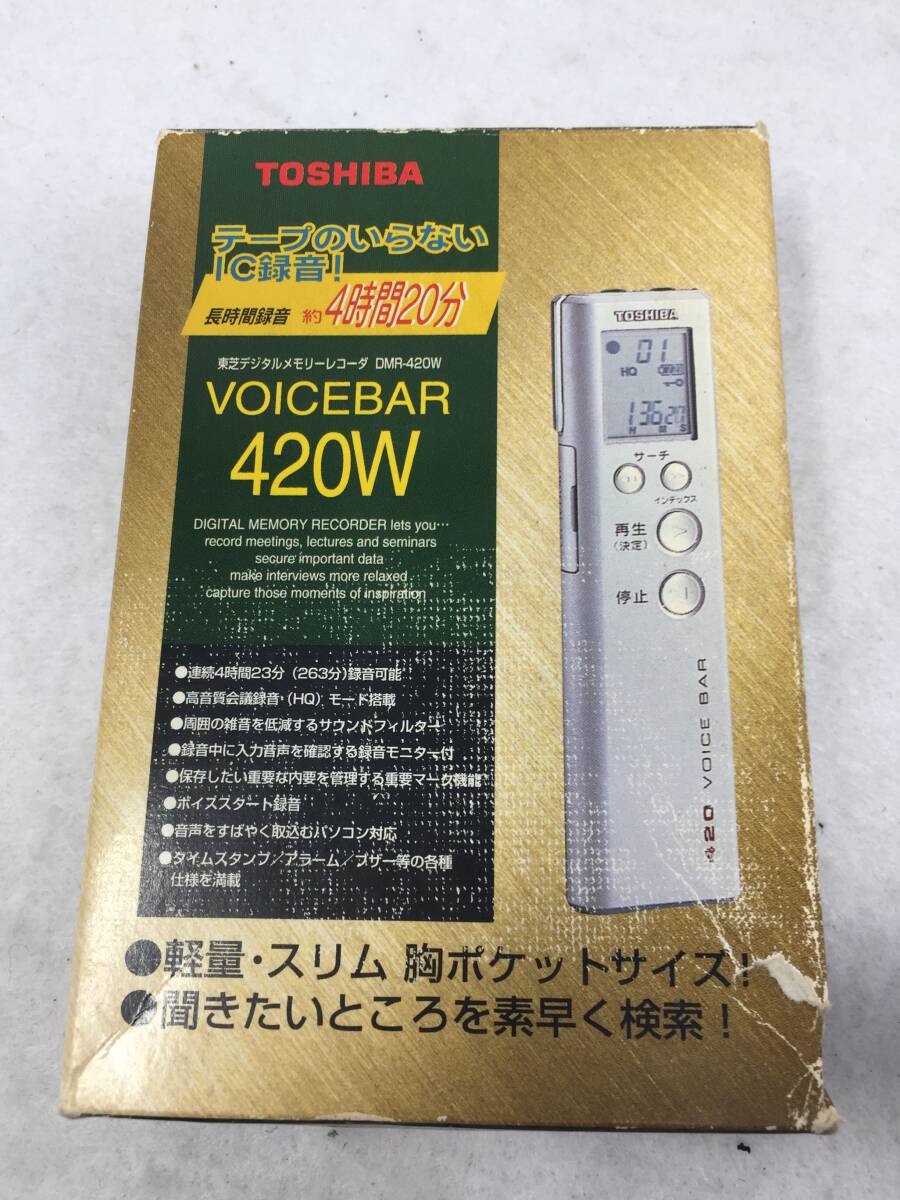 TOSHIBA
テープのいらない
IC録音！
長時間録音 約4時間20分
東芝デジタルメモリーレコーダ DMR-420W
VOICEBAR
420W
DIGITAL MEMORY RECORDER lets you…
record meetings, lectures and seminars
secure important data
make interviews more relaxed
capture those moments of inspiration
●連続4時間23分（263分）録音可能
●高音質会議録音（HQ）モード搭載
●周囲の雑音を低減するサウンドフィルター
●録音中に入力音声を確認する録音モニター付
●保存したい重要な内容を管理する重要マーク機能
●ボイススタート録音
●音声をすばやく取込むパソコン対応
●タイムスタンプ／アラーム／ブザー等の各種
仕様を満載
TOSHIBA
01
HQ
13620
H M S
サーチ
インデックス
再生
（決定）
停止
420 VOICE BAR
●軽量・スリム 胸ポケットサイズ！
●聞きたいところを素早く検索！